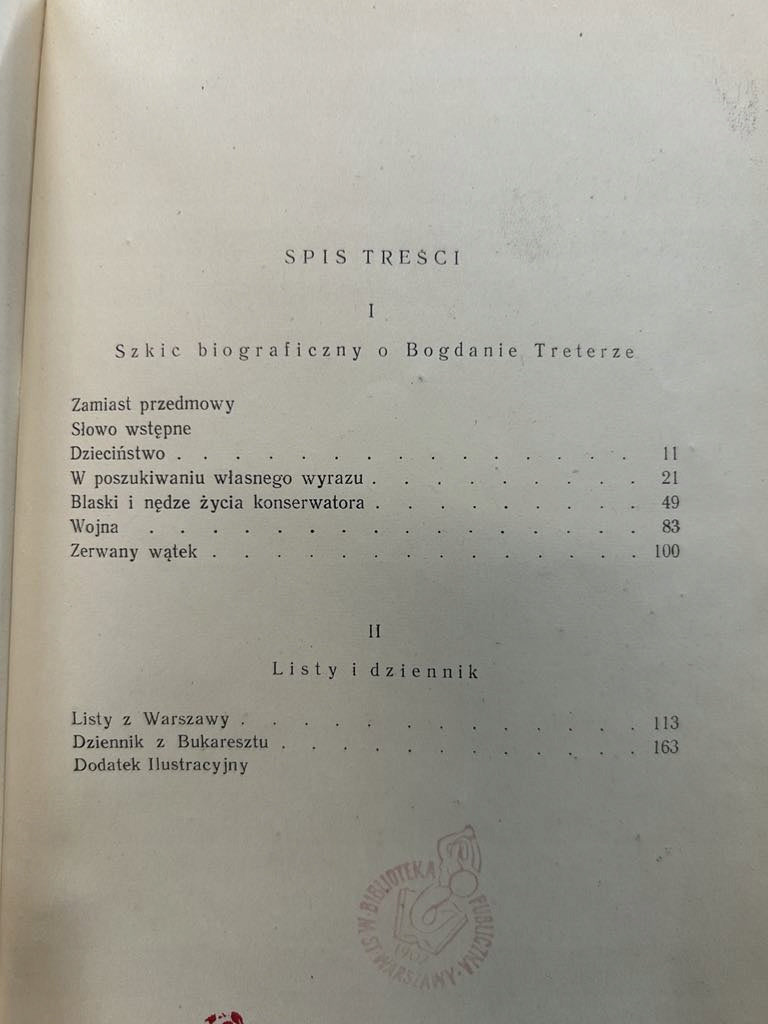 SPIS TREŚCI
I
Szkic biograficzny o Bogdanie Treterze
Zamiast przedmowy
Słowo wstępne
Dzieciństwo . . . . . . . . . . . . . . . 11
W poszukiwaniu własnego wyrazu . . . . . . . . . 21
Blaski i nędze życia konserwatora . . . . . . . . . 49
Wojna . . . . . . . . . . . . . . . . 83
Zerwany wątek . . . . . . . . . . . . . . 100
II
Listy i dziennik
Listy z Warszawy . . . . . . . . . . . . . 113
Dziennik z Bukaresztu . . . . . . . . . . . . 163
Dodatek Ilustracyjny
BIBLIOTEKA PUBLICZNA M. ST. WARSZAWY
1907